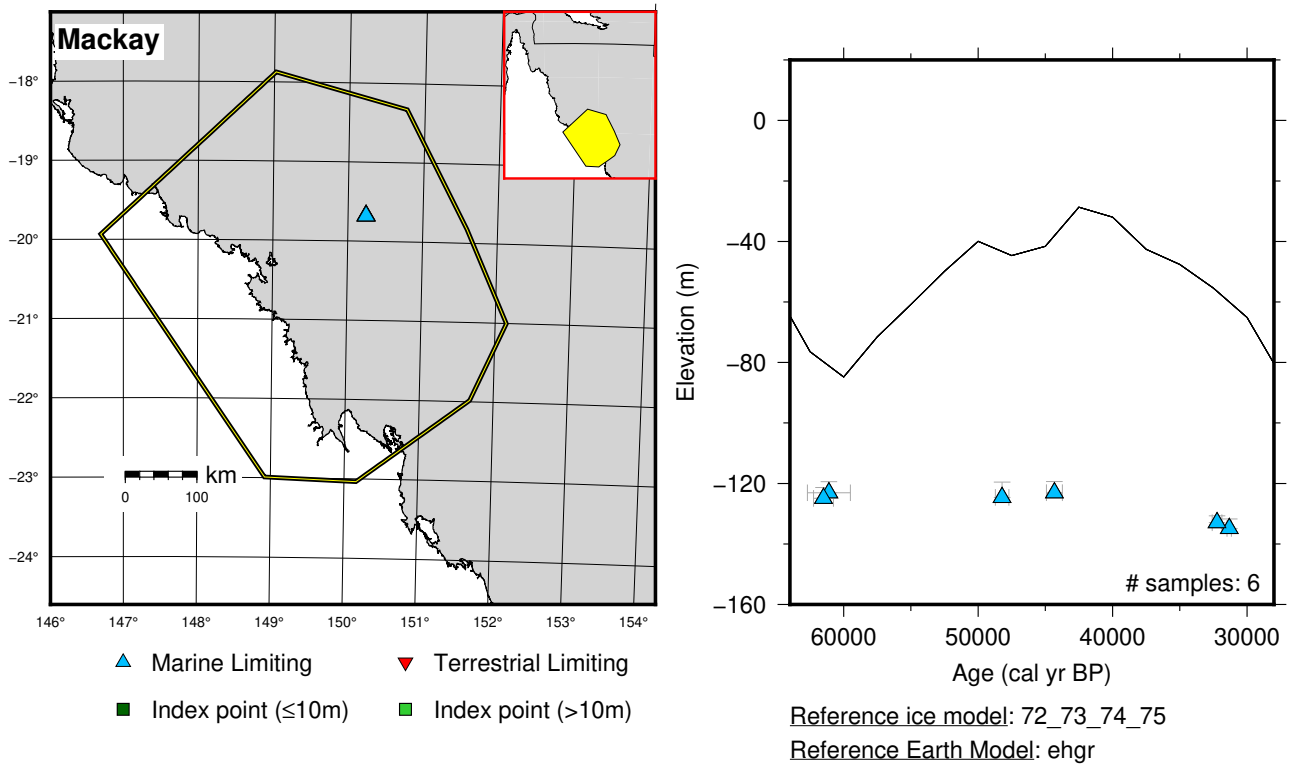 Mackay
−18°
−19°
−20°
−21°
−22°
−23°
−24°
146°
147°
148°
149°
150°
151°
152°
153°
154°
km
0
100
Marine Limiting
Terrestrial Limiting
Index point (≤10m)
Index point (>10m)
Elevation (m)
0
−40
−80
−120
−160
# samples: 6
60000
50000
40000
30000
Age (cal yr BP)
Reference ice model: 72_73_74_75
Reference Earth Model: ehgr